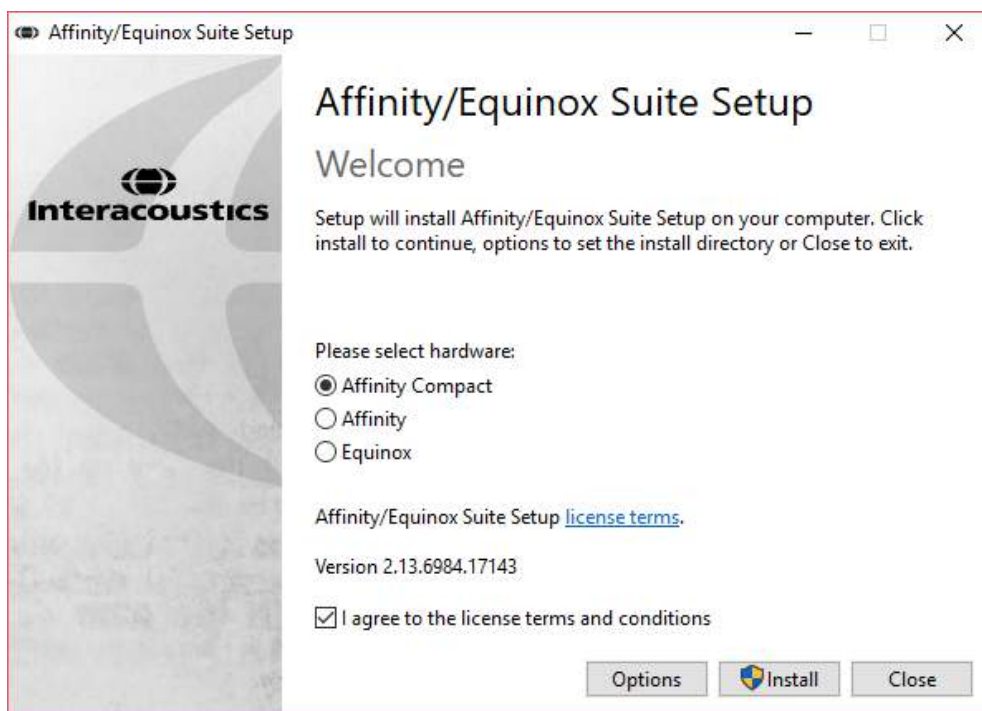 Affinity/Equinox Suite Setup
Interacoustics
Affinity/Equinox Suite Setup
Welcome
Setup will install Affinity/Equinox Suite Setup on your computer. Click
install to continue, options to set the install directory or Close to exit.
Please select hardware:
Affinity Compact
Affinity
Equinox
Affinity/Equinox Suite Setup license terms.
Version 2.13.6984.17143
I agree to the license terms and conditions
Options Install Close